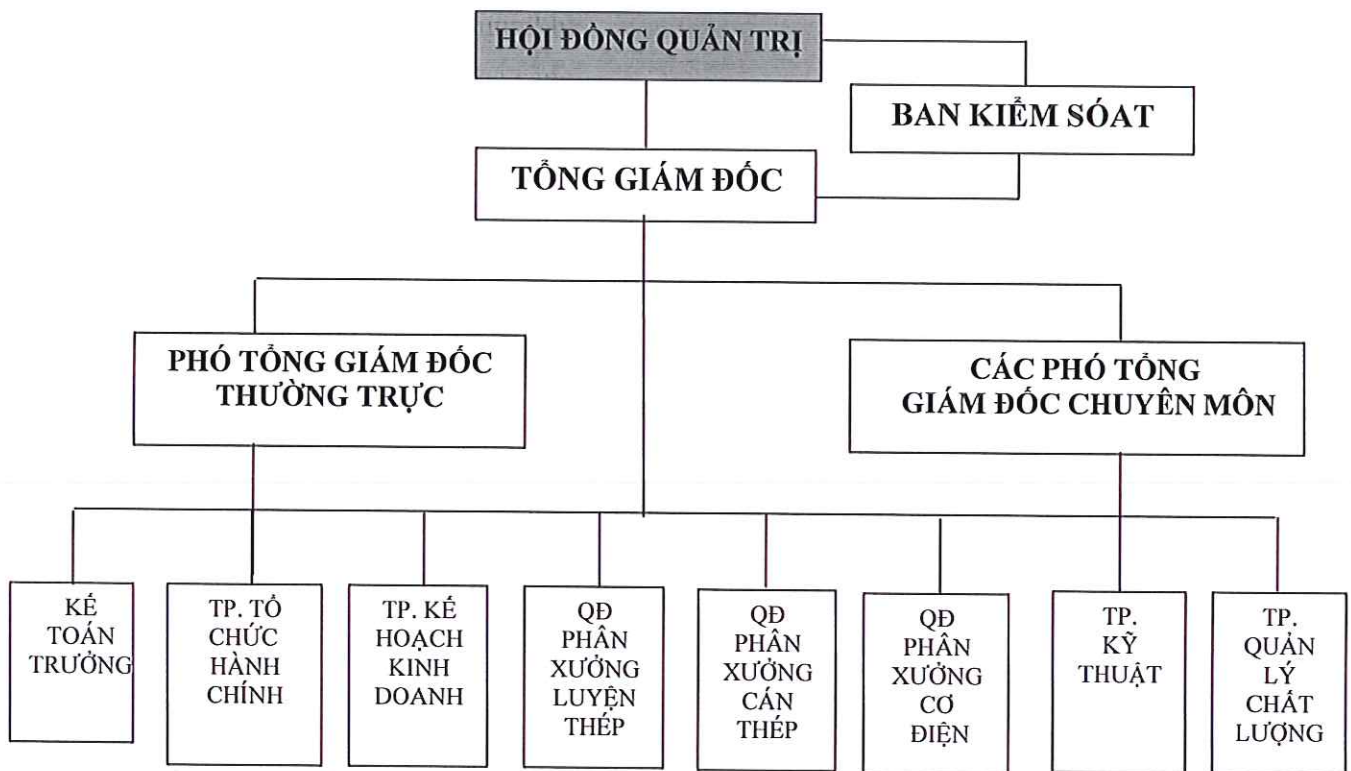 HỘI ĐỒNG QUẢN TRỊ
BAN KIỂM SÓAT
TỔNG GIÁM ĐỐC
PHÓ TỔNG GIÁM ĐỐC
THƯỜNG TRỰC
CÁC PHÓ TỔNG
GIÁM ĐỐC CHUYÊN MÔN
KẾ
TOÁN
TRƯỞNG
TP. TỔ
CHỨC
HÀNH
CHÍNH
TP. KẾ
HOẠCH
KINH
DOANH
QĐ
PHÂN
XƯỞNG
LUYỆN
THÉP
QĐ
PHÂN
XƯỞNG
CÁN
THÉP
QĐ
PHÂN
XƯỞNG
CƠ
ĐIỆN
TP.
KỸ
THUẬT
TP.
QUẢN
LÝ
CHẤT
LƯỢNG